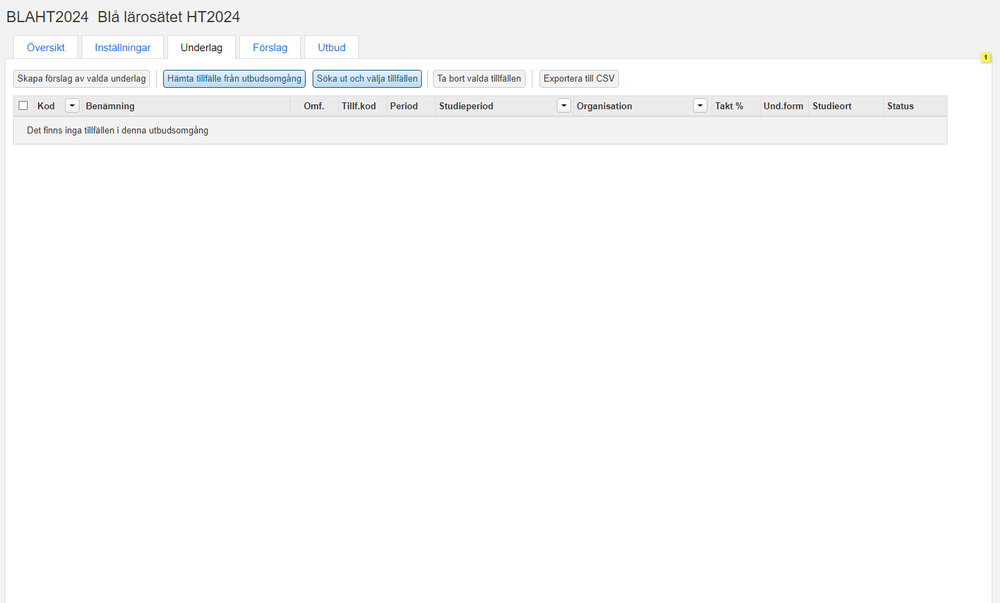 BLAHT2024 Blå lärosätet HT2024
Översikt Inställningar Underlag Förslag Utbud
1
Skapa förslag av valda underlag Hämta tillfälle från utbudsomgång Söka ut och välja tillfällen Ta bort valda tillfällen Exportera till CSV
Kod Benämning Omf. Tillf.kod Period Studieperiod Organisation Takt % Und.form Studieort Status
Det finns inga tillfällen i denna utbudsomgång